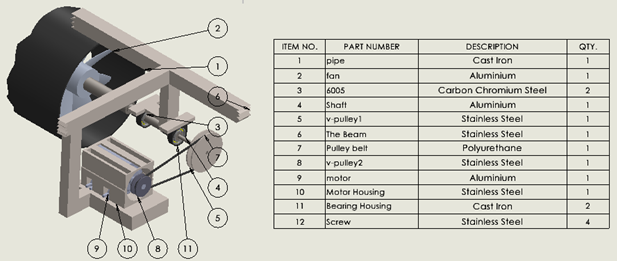 2
1
6
3
7
4
5
9
10
8
11
ITEM NO. PART NUMBER DESCRIPTION QTY.
1 pipe Cast Iron 1
2 fan Aluminium 1
3 6005 Carbon Chromium Steel 2
4 Shaft Aluminium 1
5 v-pulley1 Stainless Steel 1
6 The Beam Stainless Steel 1
7 Pulley belt Polyurethane 1
8 v-pulley2 Stainless Steel 1
9 motor Aluminium 1
10 Motor Housing Stainless Steel 1
11 Bearing Housing Cast Iron 2
12 Screw Stainless Steel 4